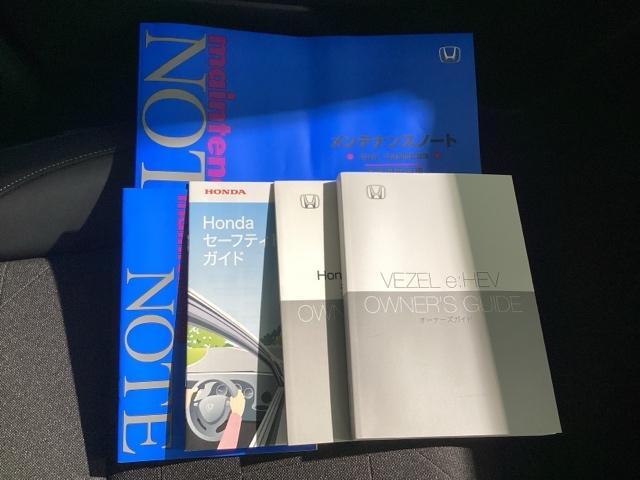 mainten
NOT
メンテナンスノート
NOTE
HONDA
Honda
セーフティ
ガイド
Hon
OWN
VEZEL e:HEV
OWNER'S GUIDE
オーナーズガイド